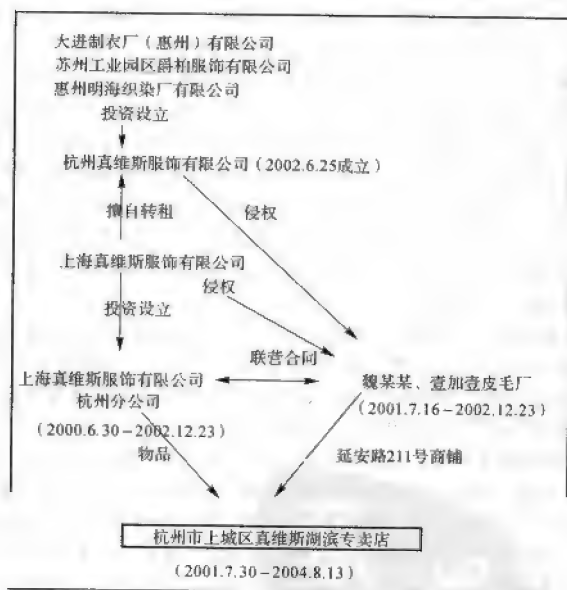 大进制衣厂（惠州）有限公司
苏州工业园区爵柏服饰有限公司
惠州明海织染厂有限公司
投资设立
杭州真维斯服饰有限公司（2002.6.25成立）
擅自转租
侵权
上海真维斯服饰有限公司
侵权
投资设立
联营合同
上海真维斯服饰有限公司
杭州分公司
（2000.6.30－2002.12.23）
魏某某、壹加壹皮毛厂
（2001.7.16－2002.12.23）
物品
延安路211号商铺
杭州市上城区真维斯湖滨专卖店
（2001.7.30－2004.8.13）